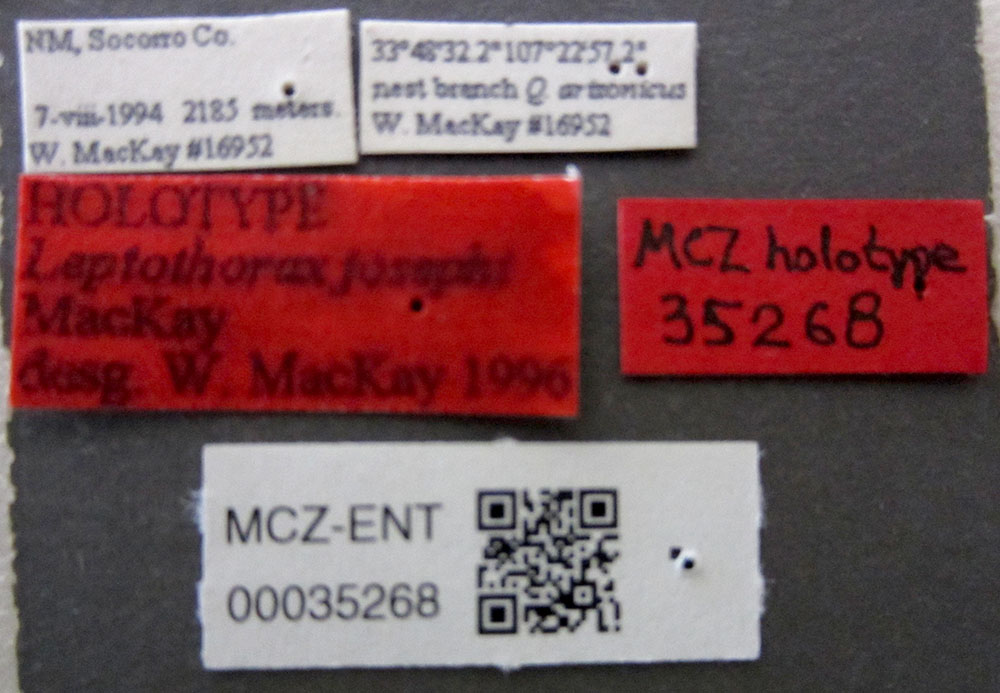 NM, Socorro Co.
7-viii-1994 2185 meters.
W. MacKay #16952
33°48'32.2"107°22'57.2"
nest branch Q. arizonicus
W. MacKay #16952
HOLOTYPE
Leptothorax josephi
MacKay
desg. W. MacKay 1996
MCZ holotype
35268
MCZ-ENT
00035268